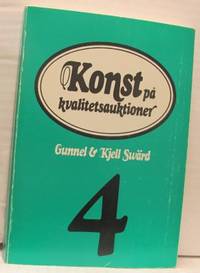 Konst på
kvalitetsauktioner
Gunnel & Kjell Swärd
4